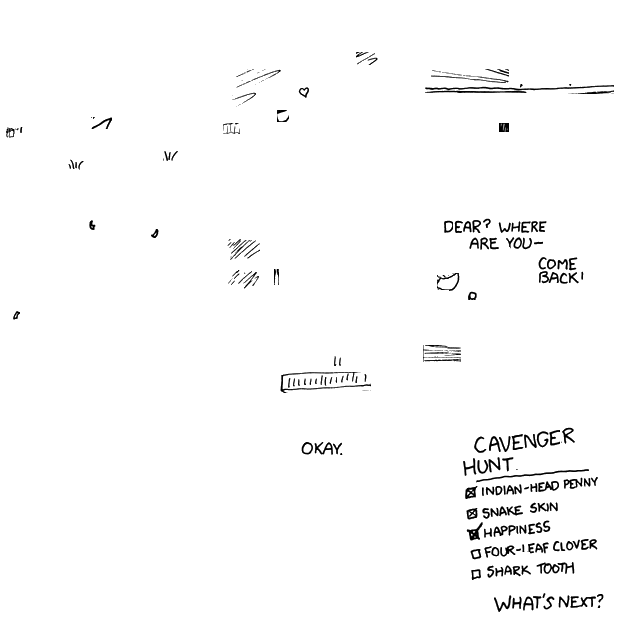 DEAR? WHERE
ARE YOU—
COME
BACK!
OKAY.
CAVENGER
HUNT
INDIAN-HEAD PENNY
SNAKE SKIN
HAPPINESS
FOUR-LEAF CLOVER
SHARK TOOTH
WHAT'S NEXT?